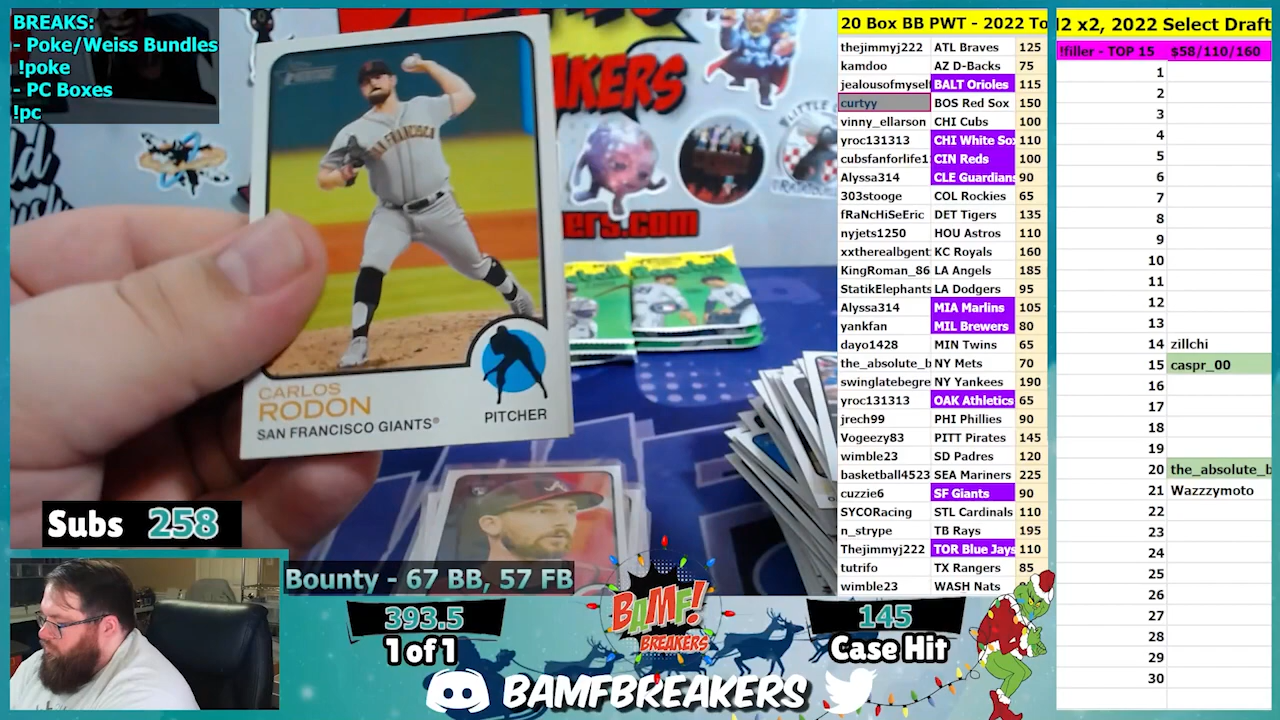 BREAKS:
- Poke/Weiss Bundles
!poke
- PC Boxes
!pc
KERS
ers.com
CARLOS
RODON
SAN FRANCISCO GIANTS®
PITCHER
SAN FRANCISCO
Subs 258
Bounty - 67 BB, 57 FB
393.5
1 of 1
BAMF!
BREAKERS
145
Case Hit
BAMFBREAKERS
20 Box BB PWT - 2022 To
thejimmyj222 ATL Braves 125
kamdoo AZ D-Backs 75
jealousofmysel BALT Orioles 115
curtyy BOS Red Sox 150
vinny_ellarson CHI Cubs 100
yroc131313 CHI White Sox 110
cubsfanforlife1 CIN Reds 100
Alyssa314 CLE Guardians 90
303stooge COL Rockies 65
fRaNcHiSeEric DET Tigers 135
nyjets1250 HOU Astros 110
xxtherealbgent KC Royals 160
KingRoman_86 LA Angels 185
StatikElephants LA Dodgers 95
Alyssa314 MIA Marlins 105
yankfan MIL Brewers 80
dayo1428 MIN Twins 65
the_absolute_b NY Mets 70
swinglatebegre NY Yankees 190
yroc131313 OAK Athletics 65
jrech99 PHI Phillies 90
Vogeezy83 PITT Pirates 145
wimble23 SD Padres 120
basketball4523 SEA Mariners 225
cuzzie6 SF Giants 90
SYCORacing STL Cardinals 110
n_strype TB Rays 195
Thejimmyj222 TOR Blue Jays 110
tutrifo TX Rangers 85
wimble23 WASH Nats
2 x2, 2022 Select Draft
!filler - TOP 15 $58/110/160
1
2
3
4
5
6
7
8
9
10
11
12
13
14 zillchi
15 caspr_00
16
17
18
19
20 the_absolute_b
21 Wazzzymoto
22
23
24
25
26
27
28
29
30